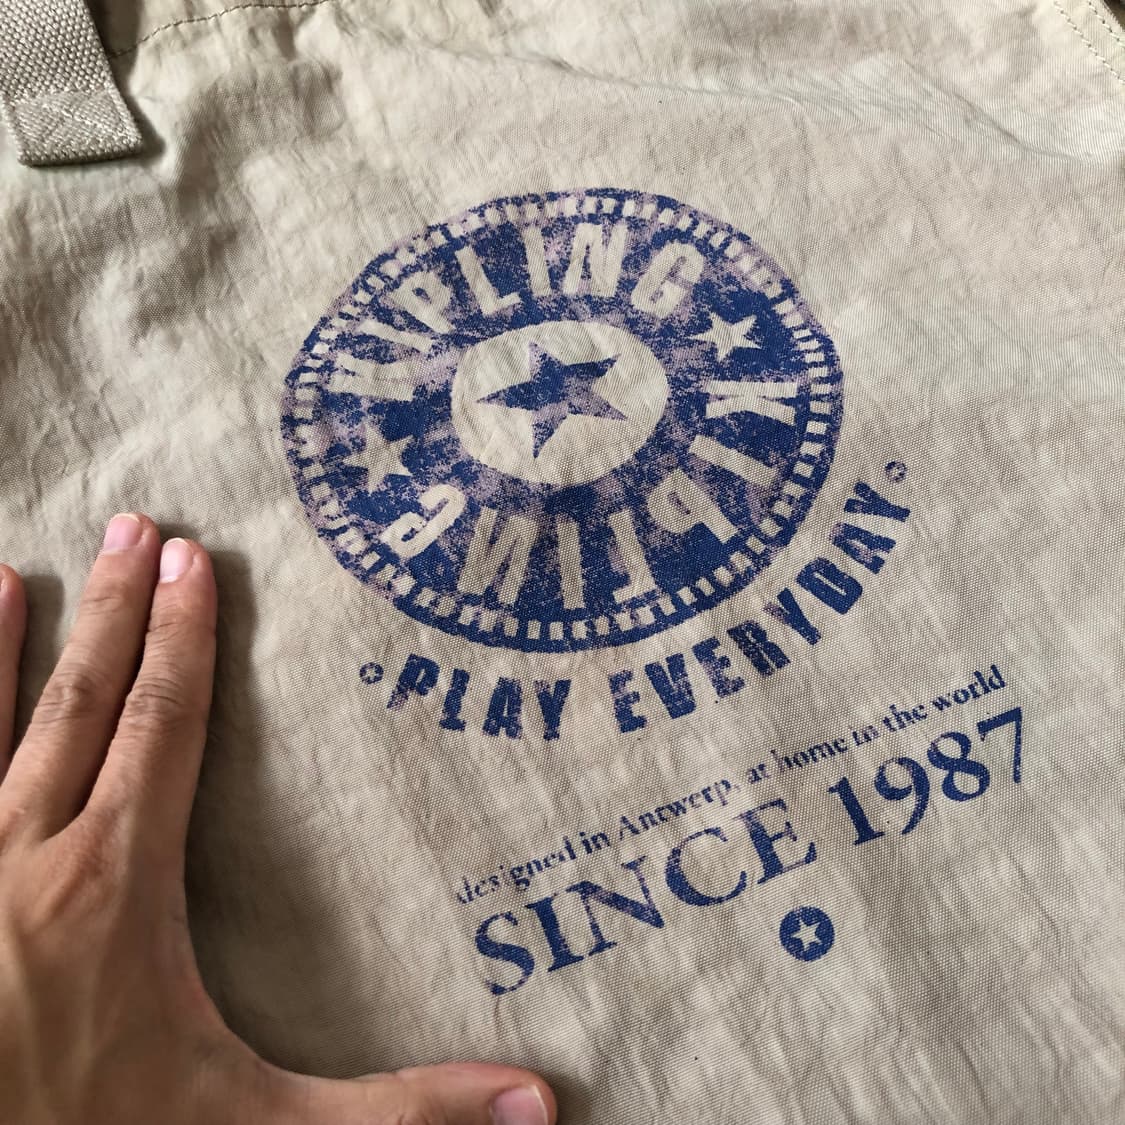 KIPLING
KIPLING
PLAY EVERYDAY
designed in Antwerp, at home in the world
SINCE 1987